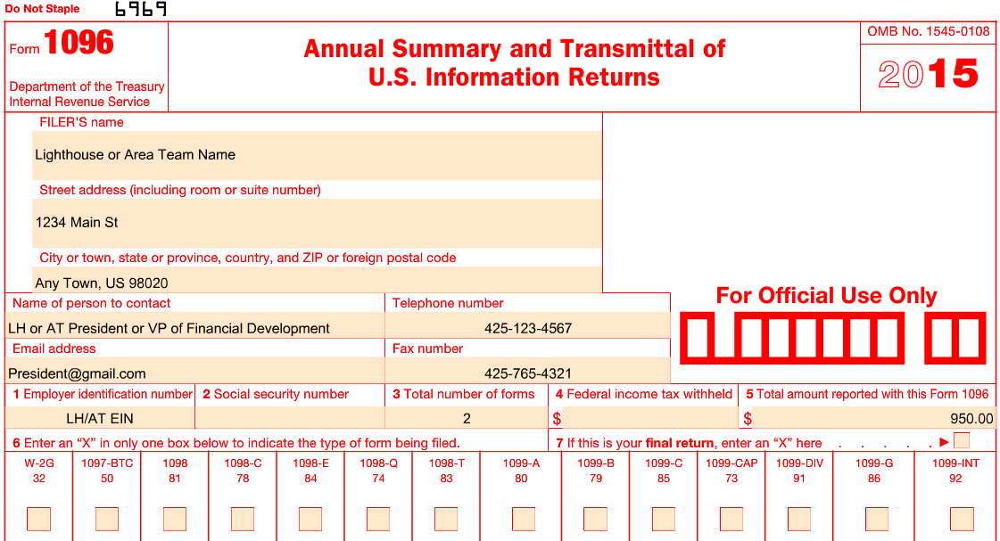 Do Not Staple 6969
Form 1096
Annual Summary and Transmittal of
U.S. Information Returns
OMB No. 1545-0108
2015
Department of the Treasury
Internal Revenue Service
FILER'S name
Lighthouse or Area Team Name
Street address (including room or suite number)
1234 Main St
City or town, state or province, country, and ZIP or foreign postal code
Any Town, US 98020
Name of person to contact Telephone number
LH or AT President or VP of Financial Development 425-123-4567
Email address Fax number
President@gmail.com 425-765-4321
For Official Use Only
1 Employer identification number 2 Social security number 3 Total number of forms 4 Federal income tax withheld 5 Total amount reported with this Form 1096
LH/AT EIN 2 $ $ 950.00
6 Enter an “X” in only one box below to indicate the type of form being filed. 7 If this is your final return, enter an “X” here . . . . . ▶
W-2G 1097-BTC 1098 1098-C 1098-E 1098-Q 1098-T 1099-A 1099-B 1099-C 1099-CAP 1099-DIV 1099-G 1099-INT
32 50 81 78 84 74 83 80 79 85 73 91 86 92